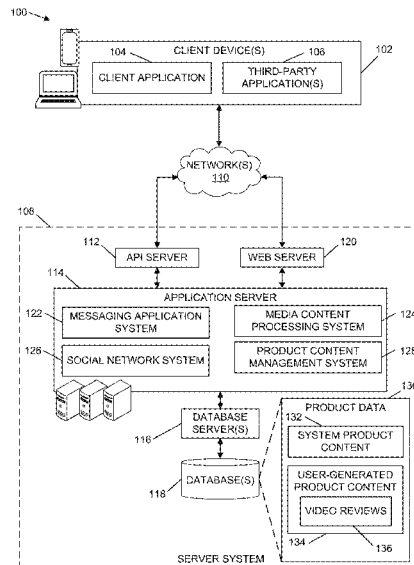 100
CLIENT DEVICE(S)
104
106
CLIENT APPLICATION
THIRD-PARTY
APPLICATION(S)
102
NETWORK(S)
110
108
112
API SERVER
WEB SERVER
120
114
APPLICATION SERVER
122
MESSAGING APPLICATION
SYSTEM
MEDIA CONTENT
PROCESSING SYSTEM
124
126
SOCIAL NETWORK SYSTEM
PRODUCT CONTENT
MANAGEMENT SYSTEM
128
130
PRODUCT DATA
132
SYSTEM PRODUCT
CONTENT
116
DATABASE
SERVER(S)
USER-GENERATED
PRODUCT CONTENT
118
DATABASE(S)
VIDEO REVIEWS
134
136
SERVER SYSTEM